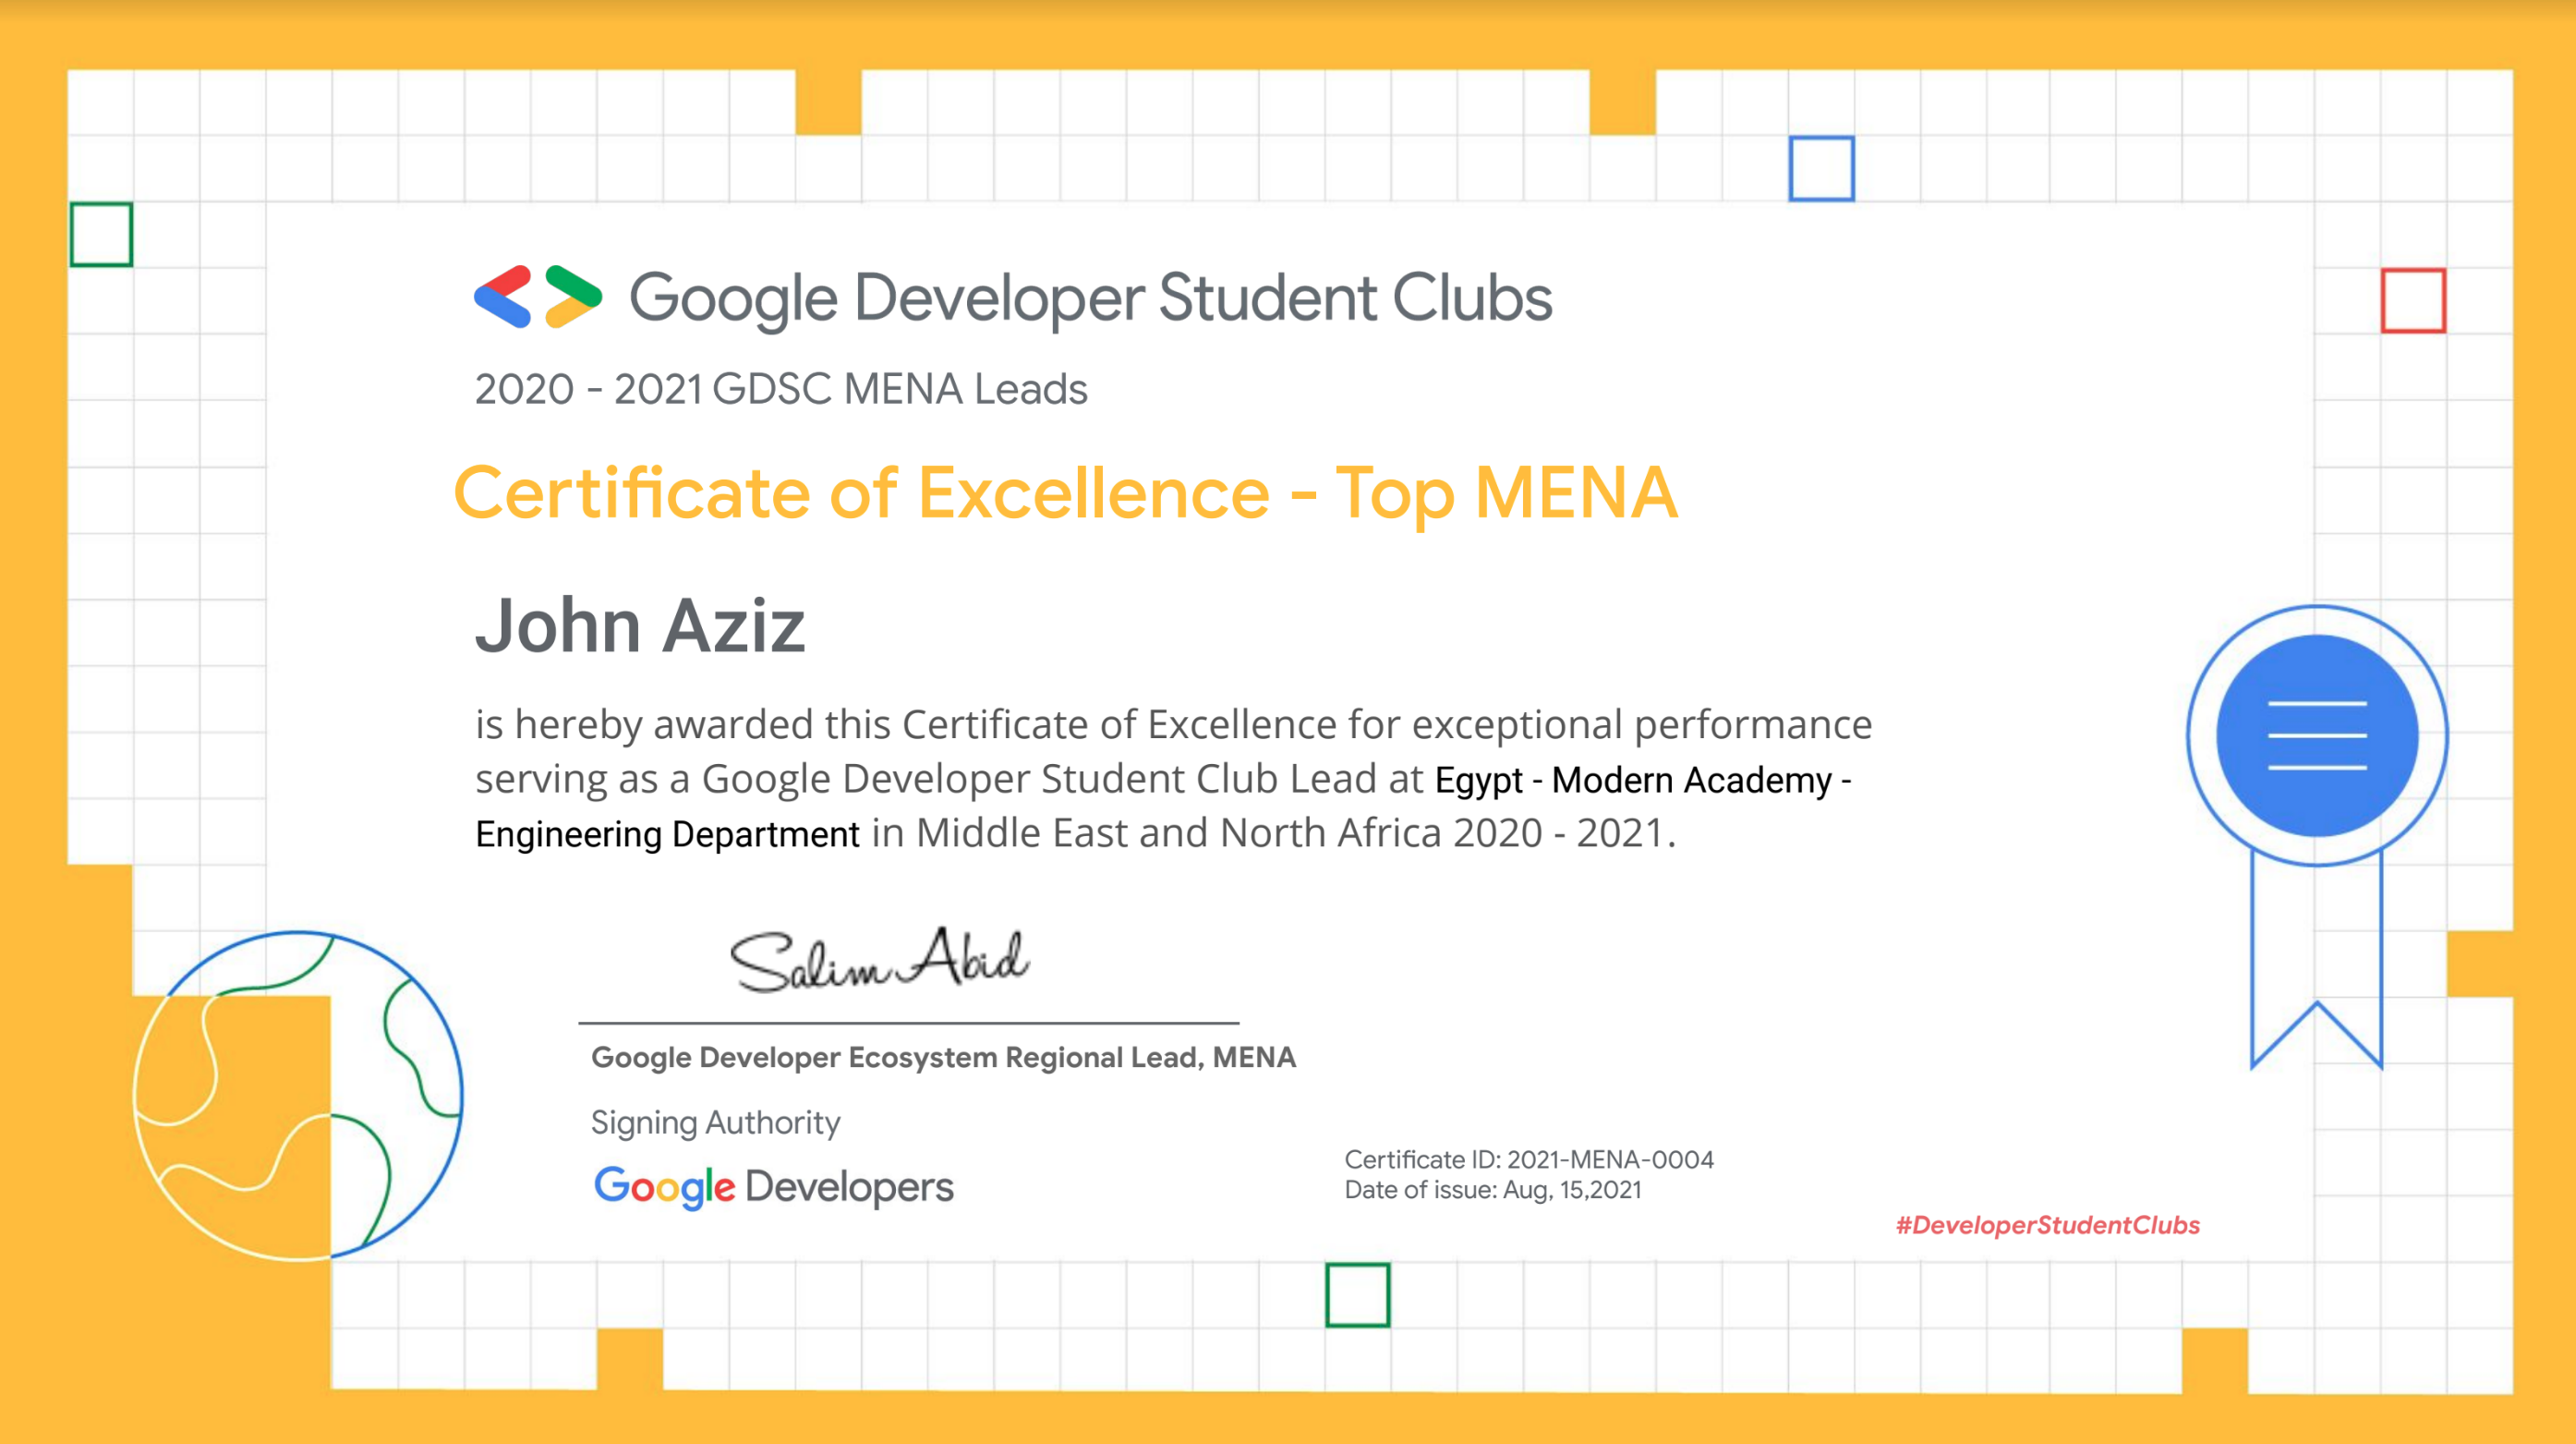 Google Developer Student Clubs
2020 - 2021 GDSC MENA Leads
Certificate of Excellence - Top MENA
John Aziz
is hereby awarded this Certificate of Excellence for exceptional performance
serving as a Google Developer Student Club Lead at Egypt - Modern Academy -
Engineering Department in Middle East and North Africa 2020 - 2021.
Salim Abid
Google Developer Ecosystem Regional Lead, MENA
Signing Authority
Google Developers
Certificate ID: 2021-MENA-0004
Date of issue: Aug, 15,2021
#DeveloperStudentClubs